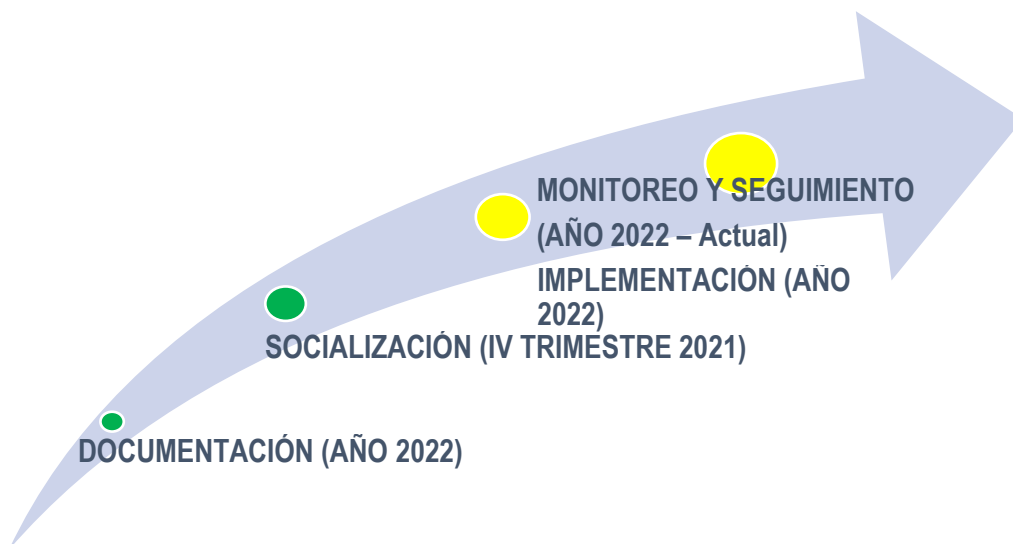 MONITOREO Y SEGUIMIENTO
(AÑO 2022 – Actual)
IMPLEMENTACIÓN (AÑO
2022)
SOCIALIZACIÓN (IV TRIMESTRE 2021)
DOCUMENTACIÓN (AÑO 2022)